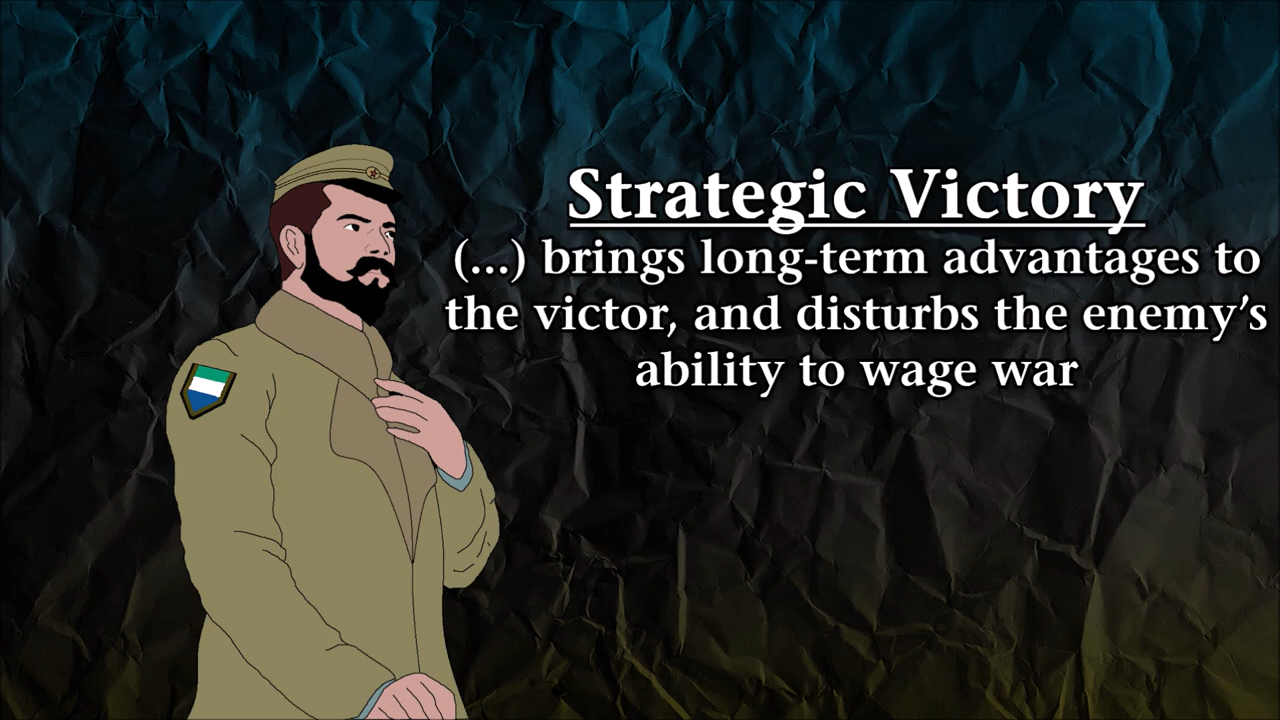 Strategic Victory
(...) brings long-term advantages to
the victor, and disturbs the enemy’s
ability to wage war